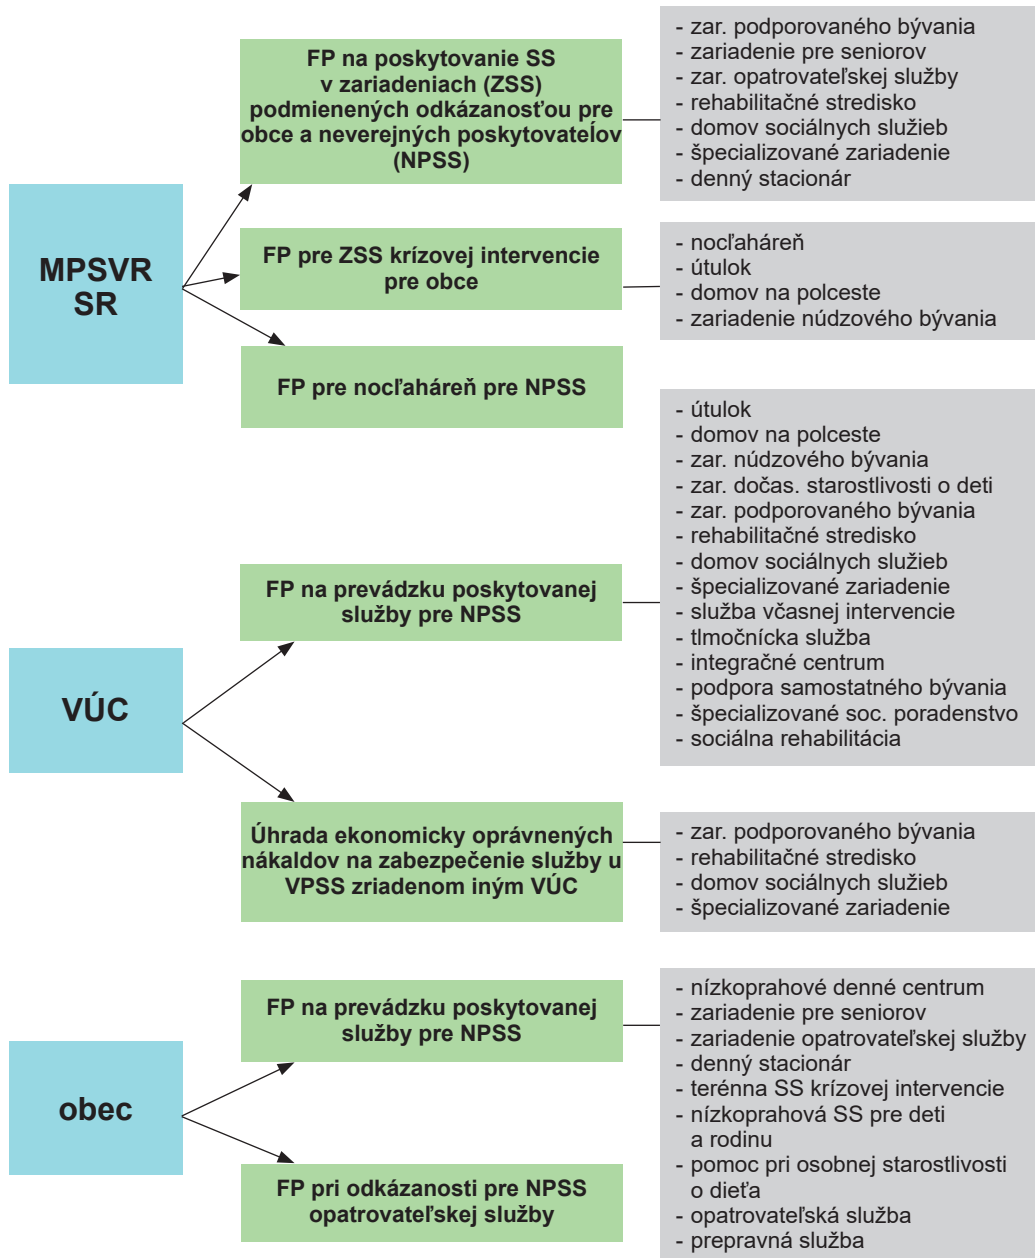 MPSVR
SR
FP na poskytovanie SS
v zariadeniach (ZSS)
podmienených odkázanosťou pre
obce a neverejných poskytovateĺov
(NPSS)
- zar. podporovaného bývania
- zariadenie pre seniorov
- zar. opatrovateľskej služby
- rehabilitačné stredisko
- domov sociálnych služieb
- špecializované zariadenie
- denný stacionár
FP pre ZSS krízovej intervencie
pre obce
- nocľaháreň
- útulok
- domov na polceste
- zariadenie núdzového bývania
FP pre nocľaháreň pre NPSS
VÚC
FP na prevádzku poskytovanej
služby pre NPSS
- útulok
- domov na polceste
- zar. núdzového bývania
- zar. dočas. starostlivosti o deti
- zar. podporovaného bývania
- rehabilitačné stredisko
- domov sociálnych služieb
- špecializované zariadenie
- služba včasnej intervencie
- tlmočnícka služba
- integračné centrum
- podpora samostatného bývania
- špecializované soc. poradenstvo
- sociálna rehabilitácia
Úhrada ekonomicky oprávnených
nákaldov na zabezpečenie služby u
VPSS zriadenom iným VÚC
- zar. podporovaného bývania
- rehabilitačné stredisko
- domov sociálnych služieb
- špecializované zariadenie
obec
FP na prevádzku poskytovanej
služby pre NPSS
- nízkoprahové denné centrum
- zariadenie pre seniorov
- zariadenie opatrovateľskej služby
- denný stacionár
- terénna SS krízovej intervencie
- nízkoprahová SS pre deti
a rodinu
- pomoc pri osobnej starostlivosti
o dieťa
- opatrovateľská služba
- prepravná služba
FP pri odkázanosti pre NPSS
opatrovateľskej služby